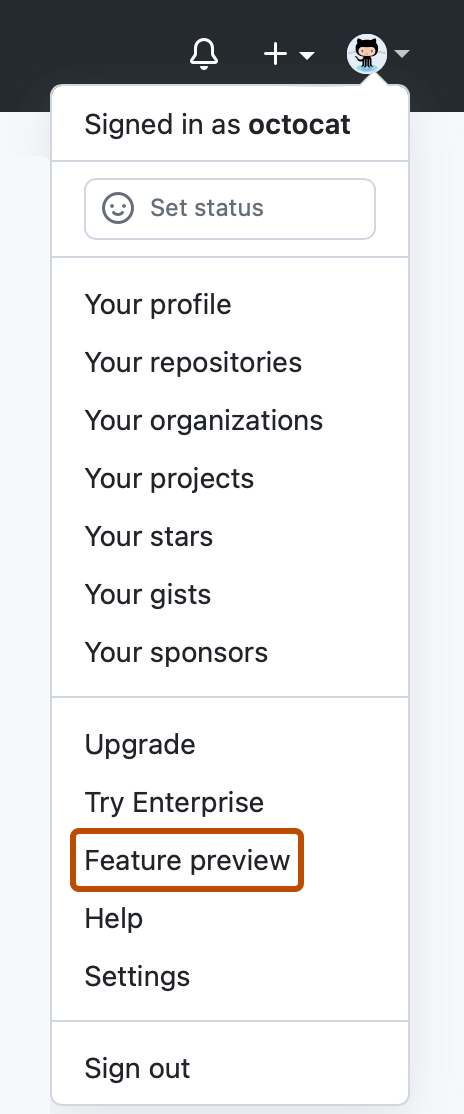 Signed in as octocat
Set status
Your profile
Your repositories
Your organizations
Your projects
Your stars
Your gists
Your sponsors
Upgrade
Try Enterprise
Feature preview
Help
Settings
Sign out